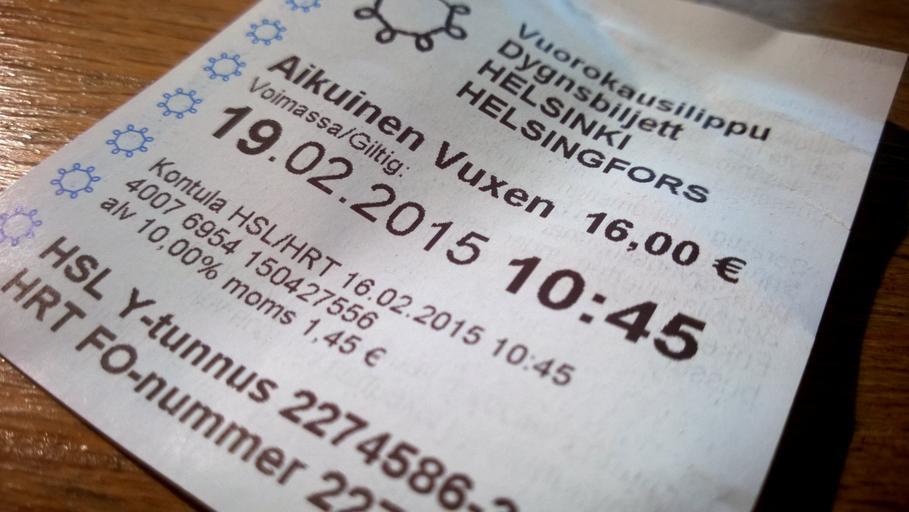 Vuorokausilippu
Dygnsbiljett
HELSINKI
HELSINGFORS
Aikuinen Vuxen 16,00 €
Voimassa/Giltig:
19.02.2015 10:45
Kontula HSL/HRT 16.02.2015 10:45
4007 6954 150427556
alv 10,00% moms 1,45 €
HSL Y-tunnus 2274586-3
HRT FO-nummer 227